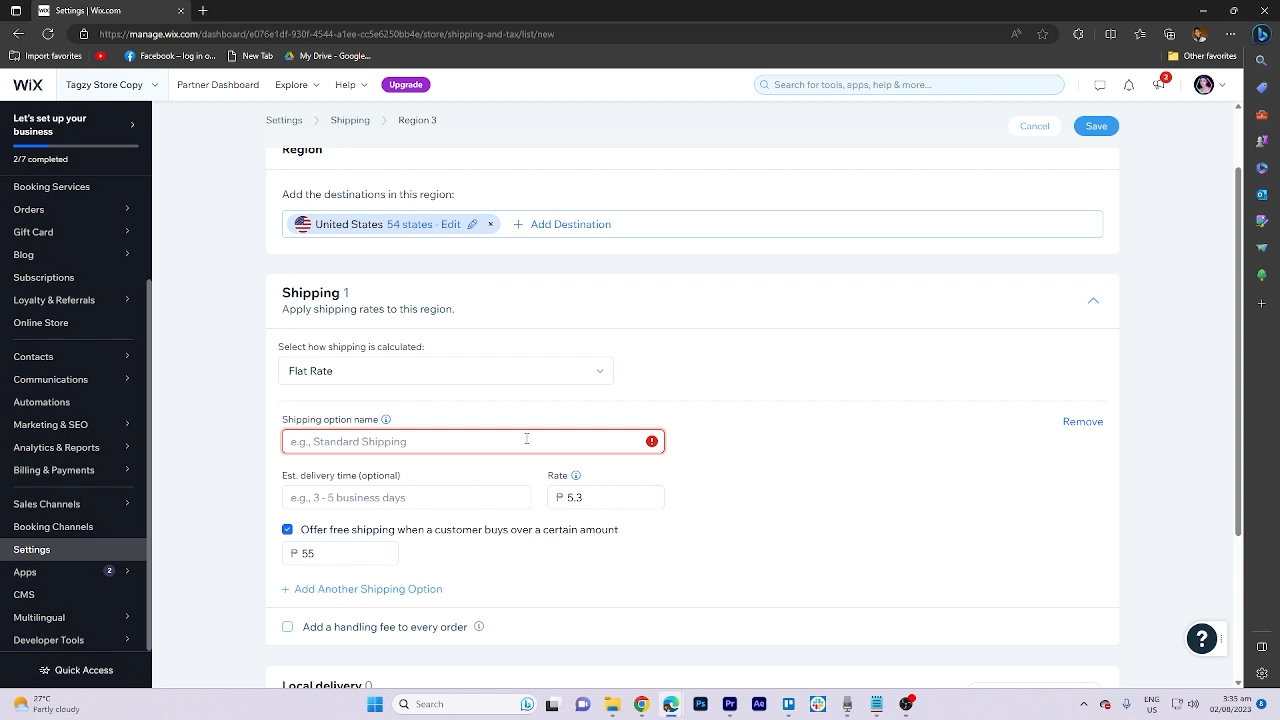 Settings | Wix.com
https://manage.wix.com/dashboard/e076e1df-930f-4544-a1ee-cc5e6250bb4e/store/shipping-and-tax/list/new
Import favorites
Facebook – log in o...
New Tab
My Drive - Google...
Other favorites
WiX
Tagzy Store Copy
Partner Dashboard
Explore
Help
Upgrade
Search for tools, apps, help & more...
2
Let's set up your
business
2/7 completed
Booking Services
Orders
Gift Card
Blog
Subscriptions
Loyalty & Referrals
Online Store
Contacts
Communications
Automations
Marketing & SEO
Analytics & Reports
Billing & Payments
Sales Channels
Booking Channels
Settings
Apps 2
CMS
Multilingual
Developer Tools
Quick Access
Settings > Shipping > Region 3
Cancel
Save
Region
Add the destinations in this region:
United States 54 states - Edit
+ Add Destination
Shipping 1
Apply shipping rates to this region.
Select how shipping is calculated:
Flat Rate
Shipping option name
Remove
e.g., Standard Shipping
Est. delivery time (optional)
Rate
e.g., 3 - 5 business days
₱ 5.3
Offer free shipping when a customer buys over a certain amount
₱ 55
+ Add Another Shipping Option
Add a handling fee to every order
Local delivery 0
?
27°C
Partly cloudy
Search
Ps
Pr
Ae
ENG
US
3:35 am
02/08/2023